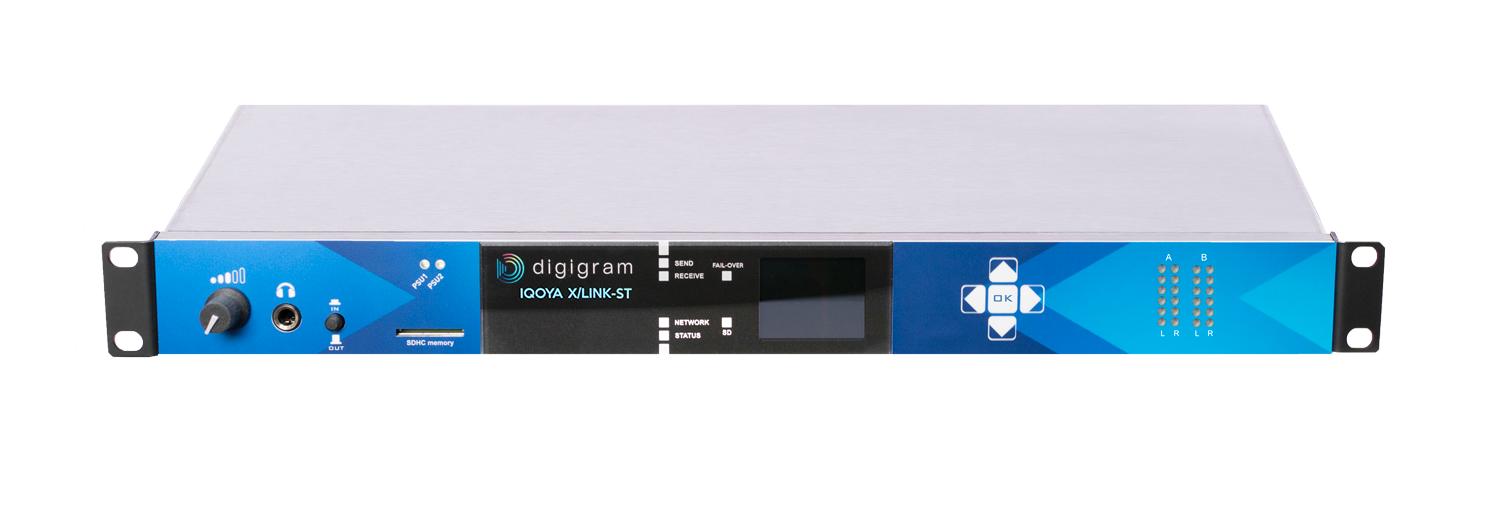 IN
OUT
PSU1
PSU2
SDHC memory
digigram
IQOYA X/LINK-ST
SEND
RECEIVE
FAIL-OVER
NETWORK
STATUS
SD
OK
A B
L R L R